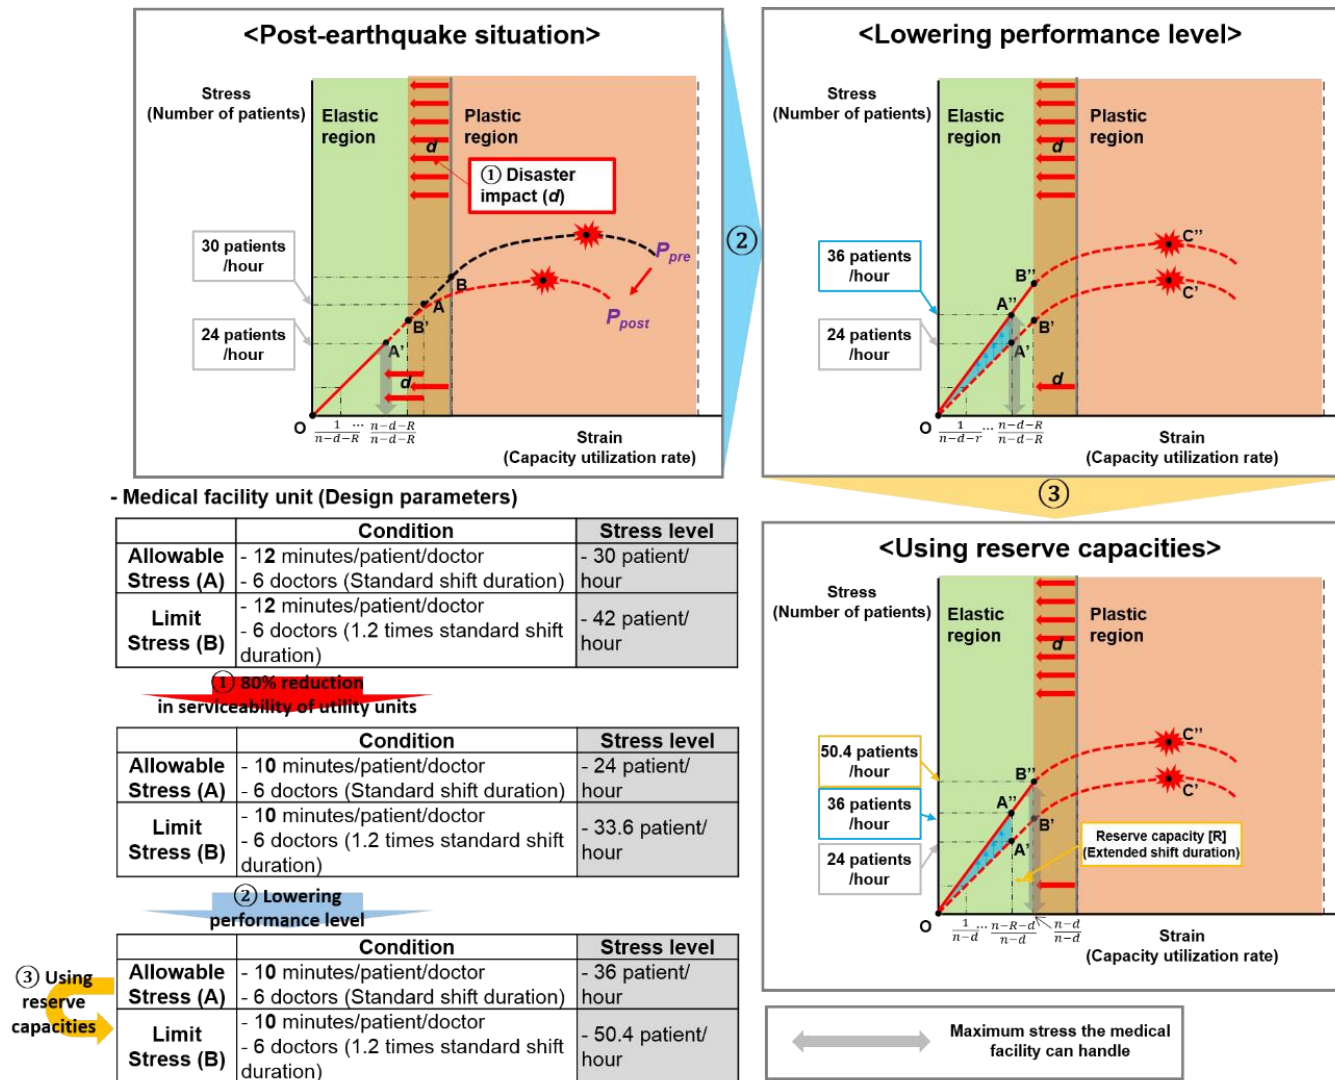 <Post-earthquake situation>
Stress
(Number of patients)
Elastic
region
Plastic
region
d
① Disaster
impact (d)
30 patients
/hour
24 patients
/hour
P_pre
P_post
B
A
B'
A'
d
O
1/(n-d-R) ... (n-d-R)/(n-d-R)
Strain
(Capacity utilization rate)
②
<Lowering performance level>
Stress
(Number of patients)
Elastic
region
Plastic
region
d
36 patients
/hour
24 patients
/hour
C''
B''
C'
A''
B'
A'
d
O
1/(n-d-r) ... (n-d-R)/(n-d-R)
Strain
(Capacity utilization rate)
③
- Medical facility unit (Design parameters)
Condition Stress level
Allowable Stress (A)
- 12 minutes/patient/doctor
- 6 doctors (Standard shift duration)
- 30 patient/
hour
Limit Stress (B)
- 12 minutes/patient/doctor
- 6 doctors (1.2 times standard shift
duration)
- 42 patient/
hour
① 80% reduction
in serviceability of utility units
Condition Stress level
Allowable Stress (A)
- 10 minutes/patient/doctor
- 6 doctors (Standard shift duration)
- 24 patient/
hour
Limit Stress (B)
- 10 minutes/patient/doctor
- 6 doctors (1.2 times standard shift
duration)
- 33.6 patient/
hour
② Lowering
performance level
Condition Stress level
Allowable Stress (A)
- 10 minutes/patient/doctor
- 6 doctors (Standard shift duration)
- 36 patient/
hour
Limit Stress (B)
- 10 minutes/patient/doctor
- 6 doctors (1.2 times standard shift
duration)
- 50.4 patient/
hour
③ Using
reserve
capacities
<Using reserve capacities>
Stress
(Number of patients)
Elastic
region
Plastic
region
d
50.4 patients
/hour
36 patients
/hour
24 patients
/hour
C''
B''
C'
A''
B'
A'
Reserve capacity [R]
(Extended shift duration)
O
1/(n-d) ... (n-R-d)/(n-d) (n-d)/(n-d)
Strain
(Capacity utilization rate)
Maximum stress the medical
facility can handle